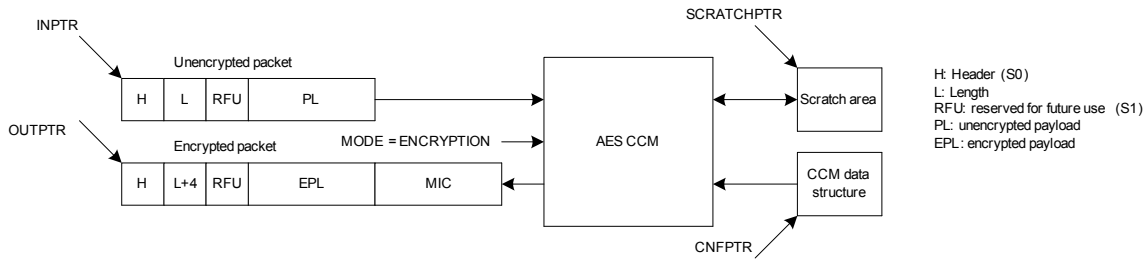 SCRATCHPTR
INPTR
Unencrypted packet
H L RFU PL
Scratch area
H: Header (S0)
L: Length
RFU: reserved for future use (S1)
PL: unencrypted payload
EPL: encrypted payload
OUTPTR
MODE = ENCRYPTION
AES CCM
Encrypted packet
H L+4 RFU EPL MIC
CCM data
structure
CNFPTR